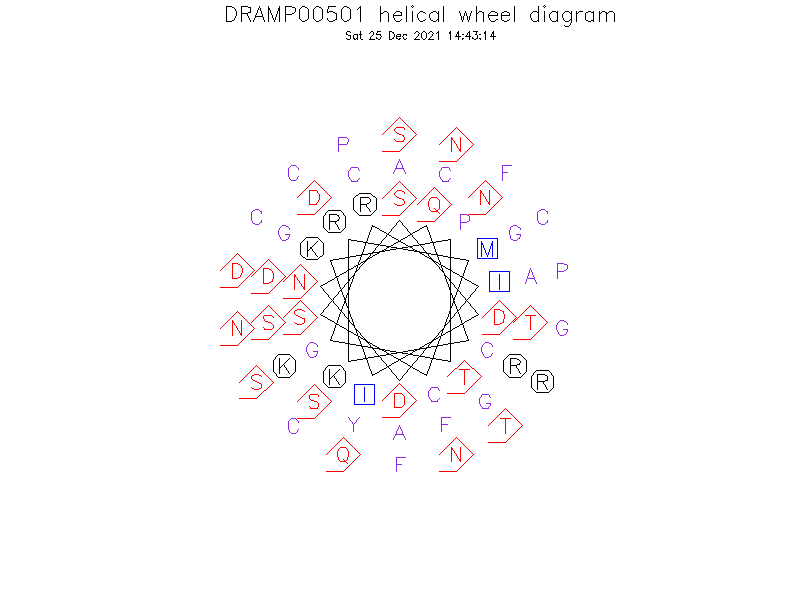 DRAMP00501 helical wheel diagram
Sat 25 Dec 2021 14:43:14
S
P N
A
C C C F
D S N
R Q
R P
C C
G G
K M
D D N I A P
N S S D T G
G C
K R
S K T R
I
S D C G
C Y A F T
Q F N